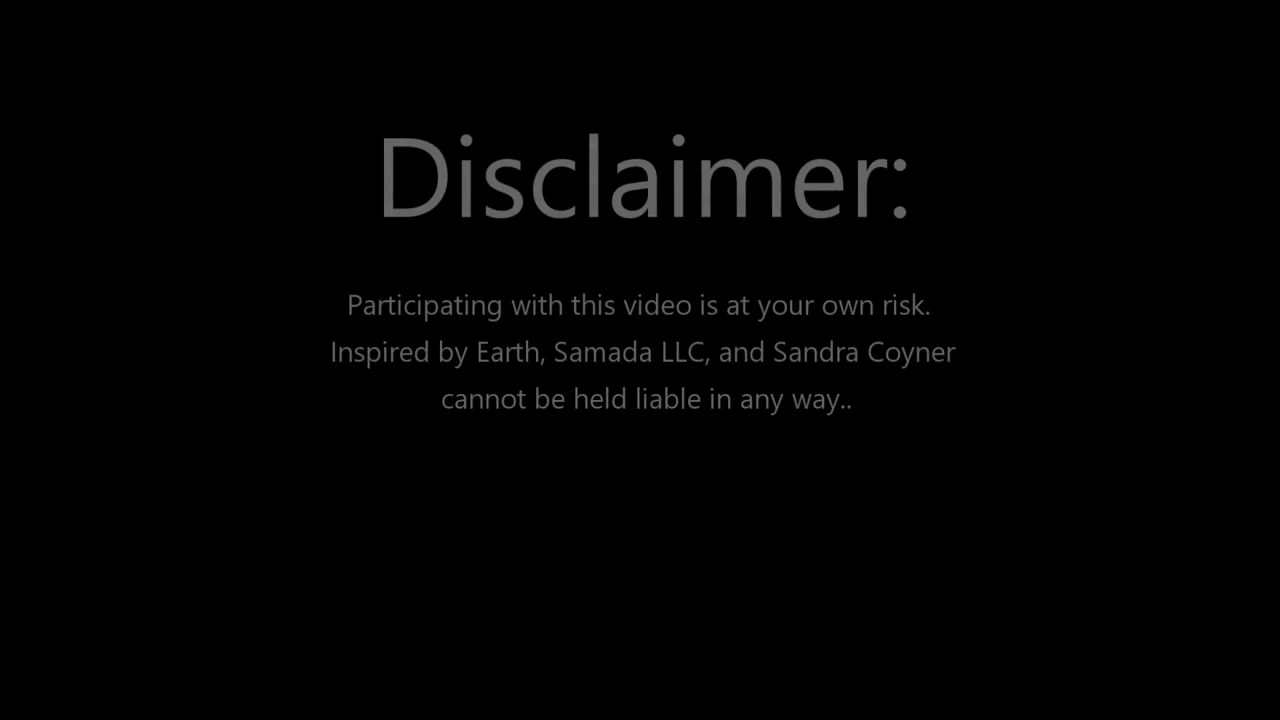 Disclaimer:
Participating with this video is at your own risk.
Inspired by Earth, Samada LLC, and Sandra Coyner
cannot be held liable in any way..